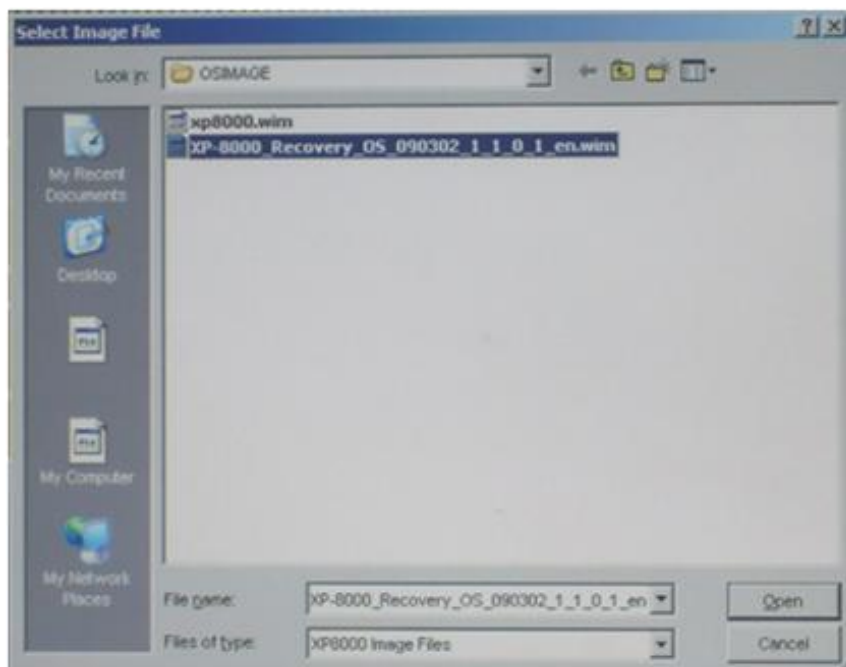 Select Image File
Look in:
OSIMAGE
xp8000.wim
XP-8000_Recovery_OS_090302_1_1_0_1_en.wim
My Recent
Documents
Desktop
My Computer
My Network
Places
File name:
XP-8000_Recovery_OS_090302_1_1_0_1_en
Open
Files of type:
XP8000 Image Files
Cancel